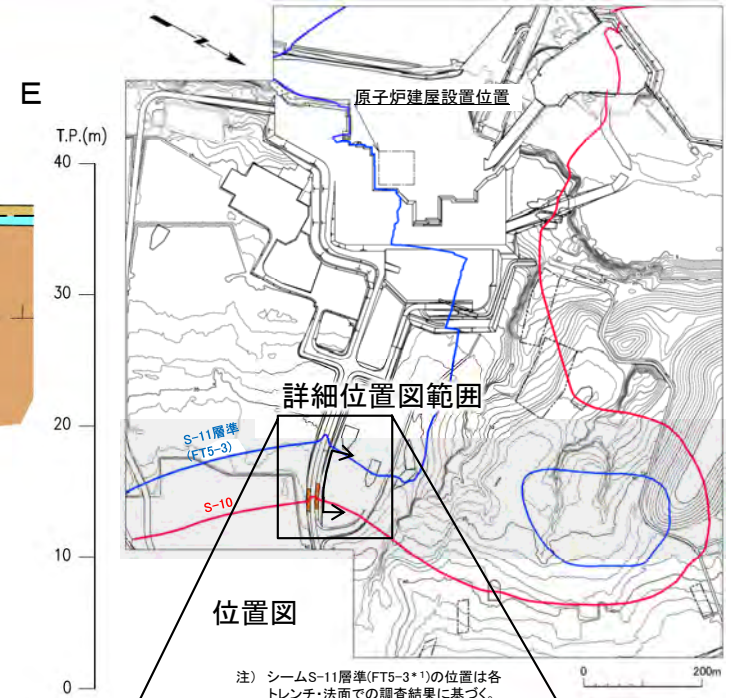 E
T.P.(m)
40
30
20
10
0
N
原子炉建屋設置位置
詳細位置図範囲
S-11層準
(FT5-3)
S-10
位置図
注) シームS-11層準(FT5-3*1)の位置は各
トレンチ・法面での調査結果に基づく。
0 200m